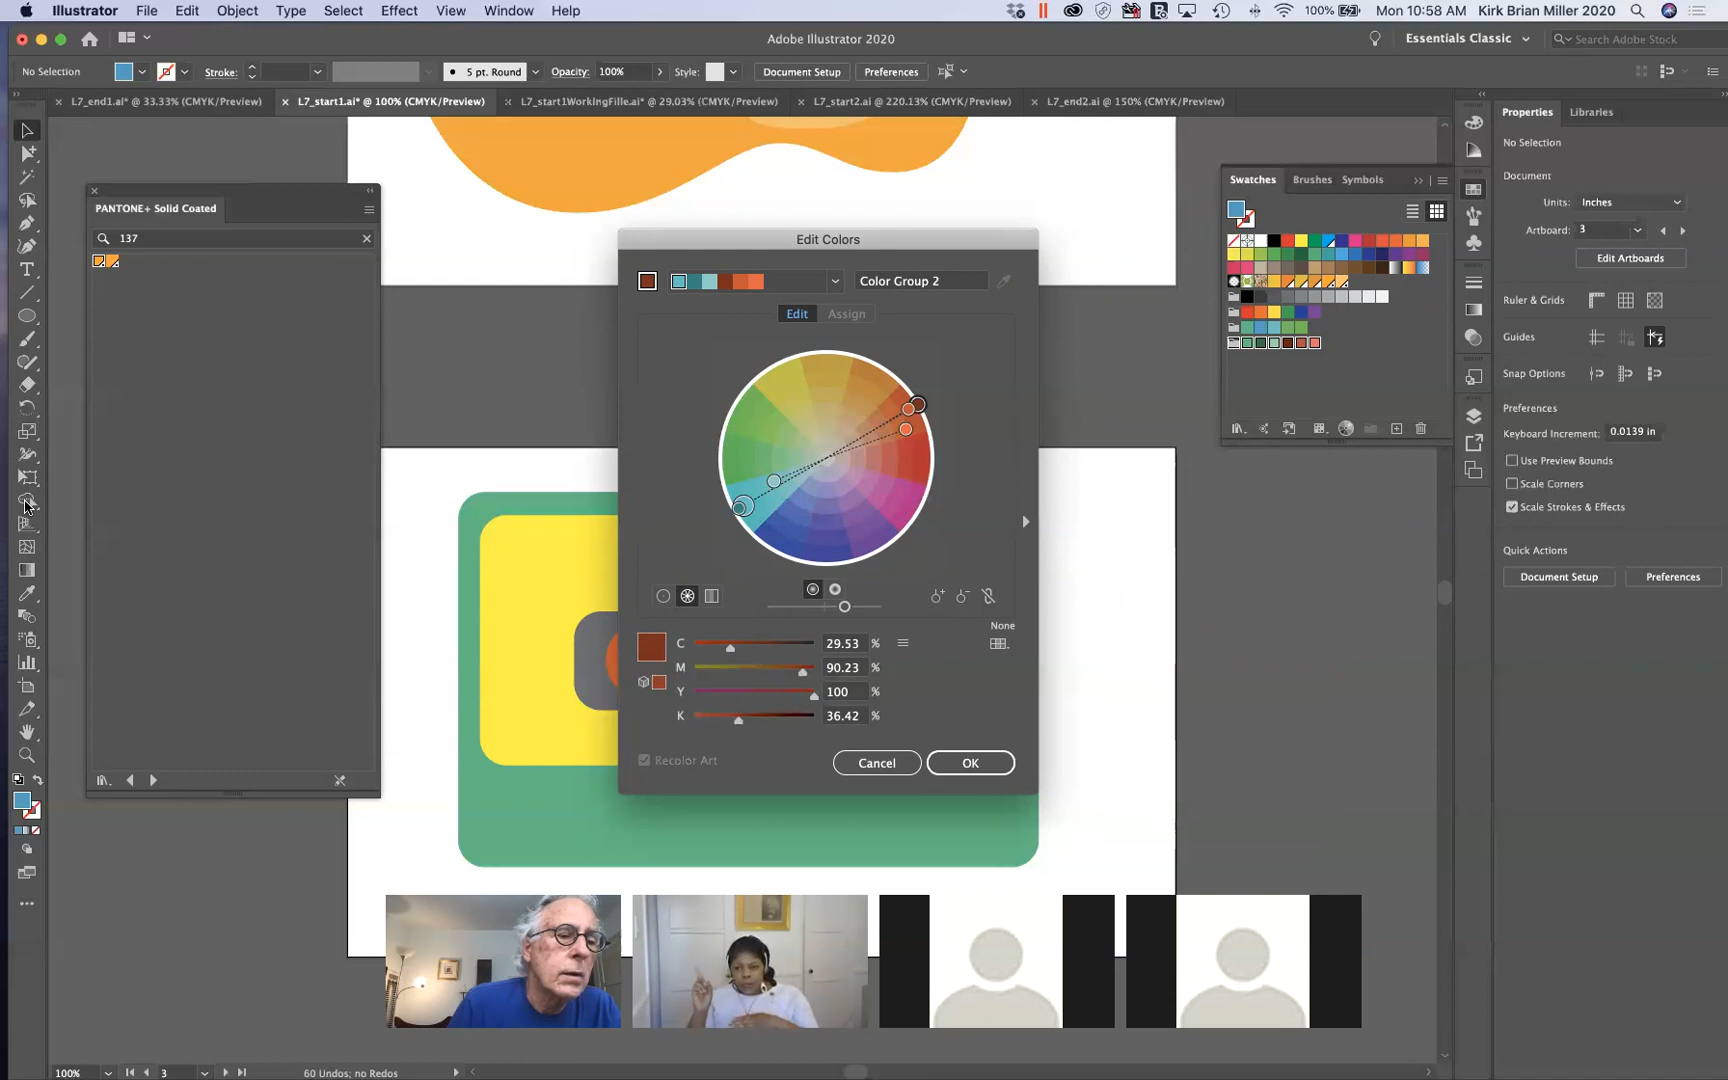 Illustrator File Edit Object Type Select Effect View Window Help 100% Mon 10:58 AM Kirk Brian Miller 2020
Adobe Illustrator 2020 Essentials Classic Search Adobe Stock
No Selection Stroke: 5 pt. Round Opacity: 100% Style: Document Setup Preferences
L7_end1.ai* @ 33.33% (CMYK/Preview) L7_start1.ai* @ 100% (CMYK/Preview) L7_start1WorkingFille.ai* @ 29.03% (CMYK/Preview) L7_start2.ai @ 220.13% (CMYK/Preview) L7_end2.ai @ 150% (CMYK/Preview)
PANTONE+ Solid Coated
137
Edit Colors
Color Group 2
Edit Assign
None
C 29.53 %
M 90.23 %
Y 100 %
K 36.42 %
Recolor Art Cancel OK
Swatches Brushes Symbols
Properties Libraries
No Selection
Document
Units: Inches
Artboard: 3
Edit Artboards
Ruler & Grids
Guides
Snap Options
Preferences
Keyboard Increment: 0.0139 in
Use Preview Bounds
Scale Corners
Scale Strokes & Effects
Quick Actions
Document Setup Preferences
100% 3 60 Undos; no Redos